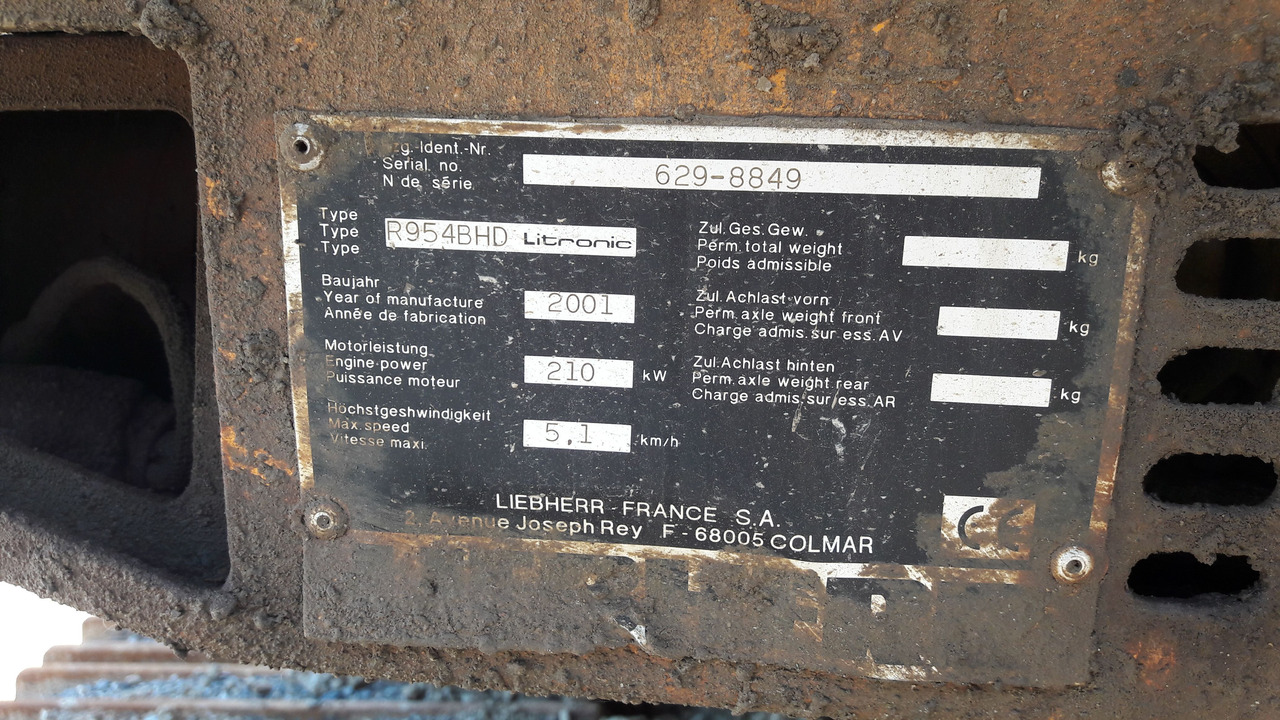 g. Ident.-Nr.
Serial no.
N de série
629-8849
Type
Type
Type
R954BHD Litronic
Baujahr
Year of manufacture
Année de fabrication
2001
Motorleistung
Engine power
Puissance moteur
210 kW
Höchstgeshwindigkeit
Max.speed
Vitesse maxi.
5,1 km/h
Zul.Ges.Gew.
Perm.total weight
Poids admissible
kg
Zul.Achlast vorn
Perm.axle weight front
Charge admis.sur ess.AV
kg
Zul.Achlast hinten
Perm.axle weight rear
Charge admis.sur ess.AR
kg
LIEBHERR-FRANCE S.A.
2, Avenue Joseph Rey F-68005 COLMAR
CE